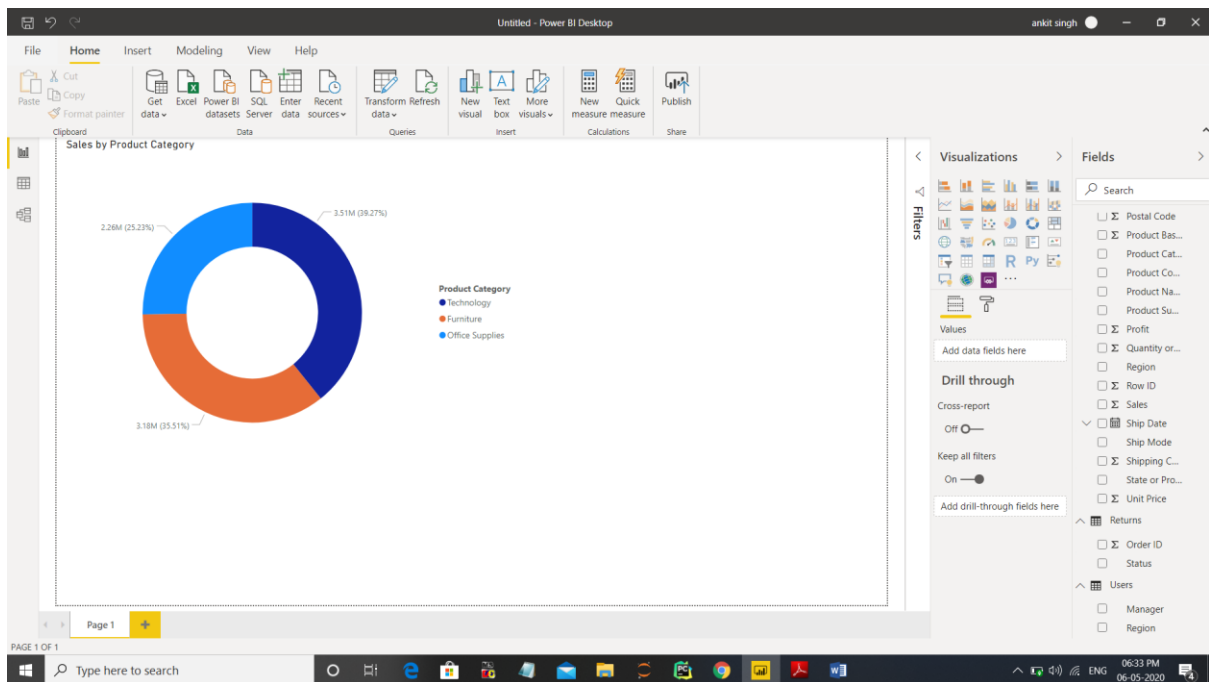 Untitled - Power BI Desktop
ankit singh
File Home Insert Modeling View Help
Paste
Cut
Copy
Format painter
Clipboard
Get data
Excel
Power BI datasets
SQL Server
Enter data
Recent sources
Data
Transform data
Refresh
Queries
New visual
Text box
More visuals
Insert
New measure
Quick measure
Calculations
Publish
Share
Sales by Product Category
3.51M (39.27%)
2.26M (25.23%)
3.18M (35.51%)
Product Category
Technology
Furniture
Office Supplies
Filters
Visualizations
R Py
...
Values
Add data fields here
Drill through
Cross-report
Off
Keep all filters
On
Add drill-through fields here
Fields
Search
Σ Postal Code
Σ Product Bas...
Product Cat...
Product Co...
Product Na...
Product Su...
Σ Profit
Σ Quantity or...
Region
Σ Row ID
Σ Sales
Ship Date
Ship Mode
Σ Shipping C...
State or Pro...
Σ Unit Price
Returns
Σ Order ID
Status
Users
Manager
Region
Page 1
PAGE 1 OF 1
Type here to search
ENG
06:33 PM
06-05-2020